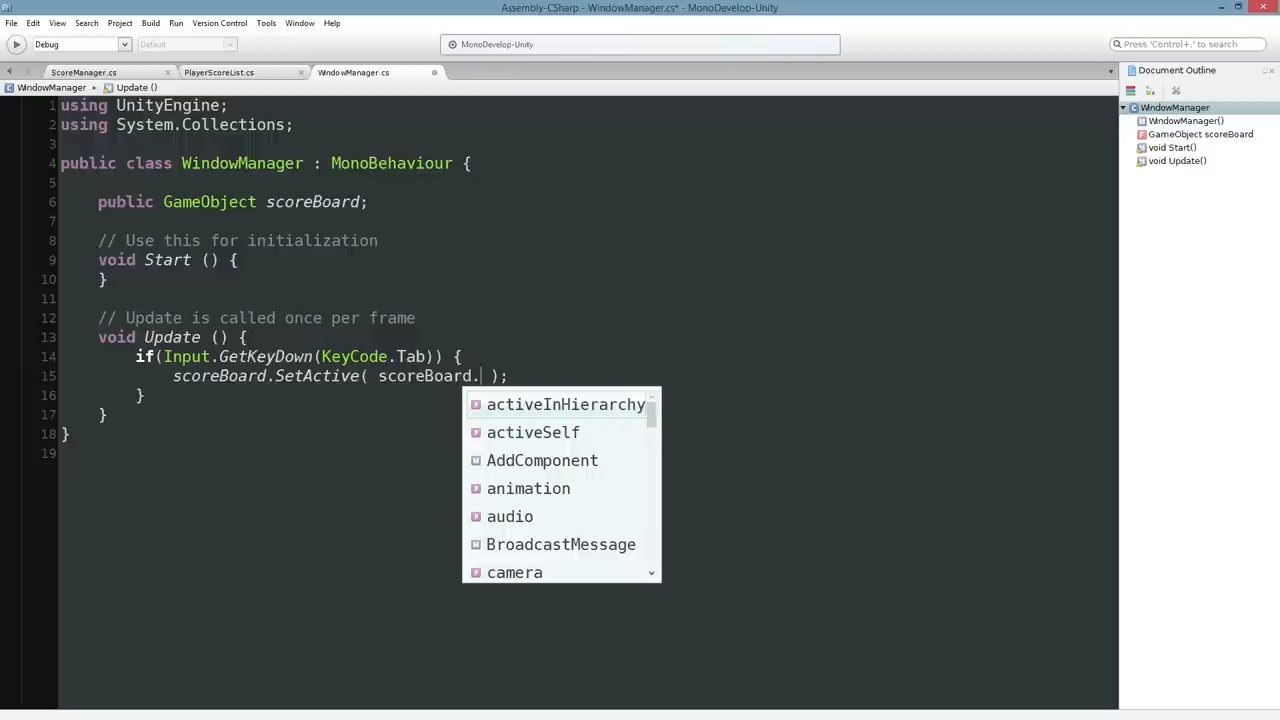 Assembly-CSharp - WindowManager.cs* - MonoDevelop-Unity
File Edit View Search Project Build Run Version Control Tools Window Help
Debug Default MonoDevelop-Unity Press 'Control+,' to search
ScoreManager.cs PlayerScoreList.cs WindowManager.cs
WindowManager Update ()
Document Outline
WindowManager
WindowManager()
GameObject scoreBoard
void Start()
void Update()
1 using UnityEngine;
2 using System.Collections;
3
4 public class WindowManager : MonoBehaviour {
5
6 public GameObject scoreBoard;
7
8 // Use this for initialization
9 void Start () {
10 }
11
12 // Update is called once per frame
13 void Update () {
14 if(Input.GetKeyDown(KeyCode.Tab)) {
15 scoreBoard.SetActive( scoreBoard. );
16 }
17 }
18 }
19
activeInHierarchy
activeSelf
AddComponent
animation
audio
BroadcastMessage
camera